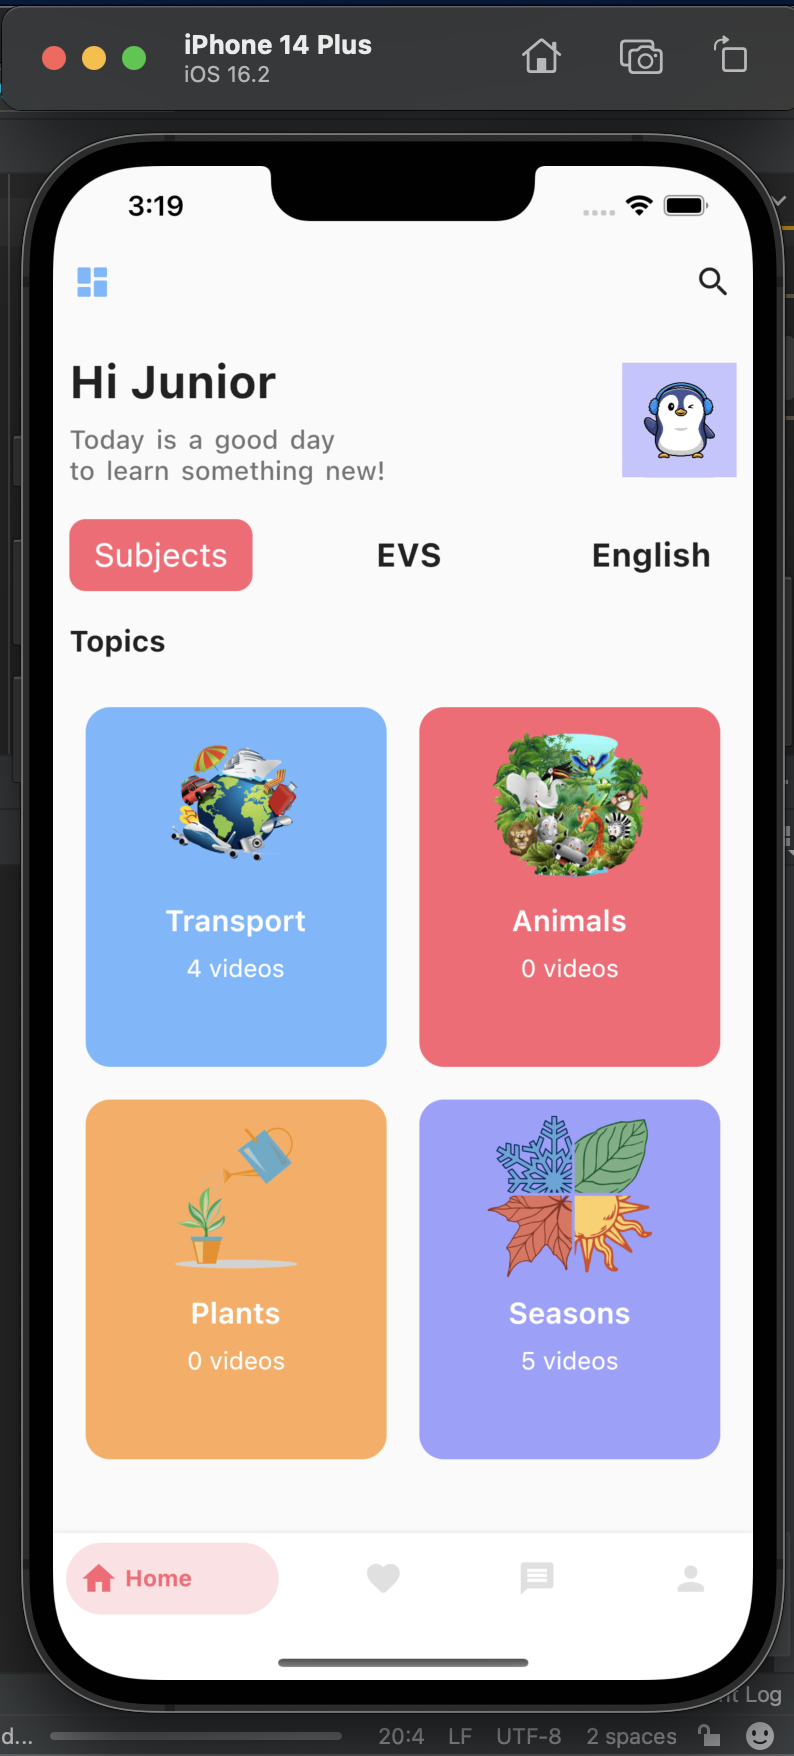 iPhone 14 Plus
iOS 16.2
3:19
Hi Junior
Today is a good day
to learn something new!
Subjects EVS English
Topics
Transport
4 videos
Animals
0 videos
Plants
0 videos
Seasons
5 videos
Home
Log
20:4 LF UTF-8 2 spaces